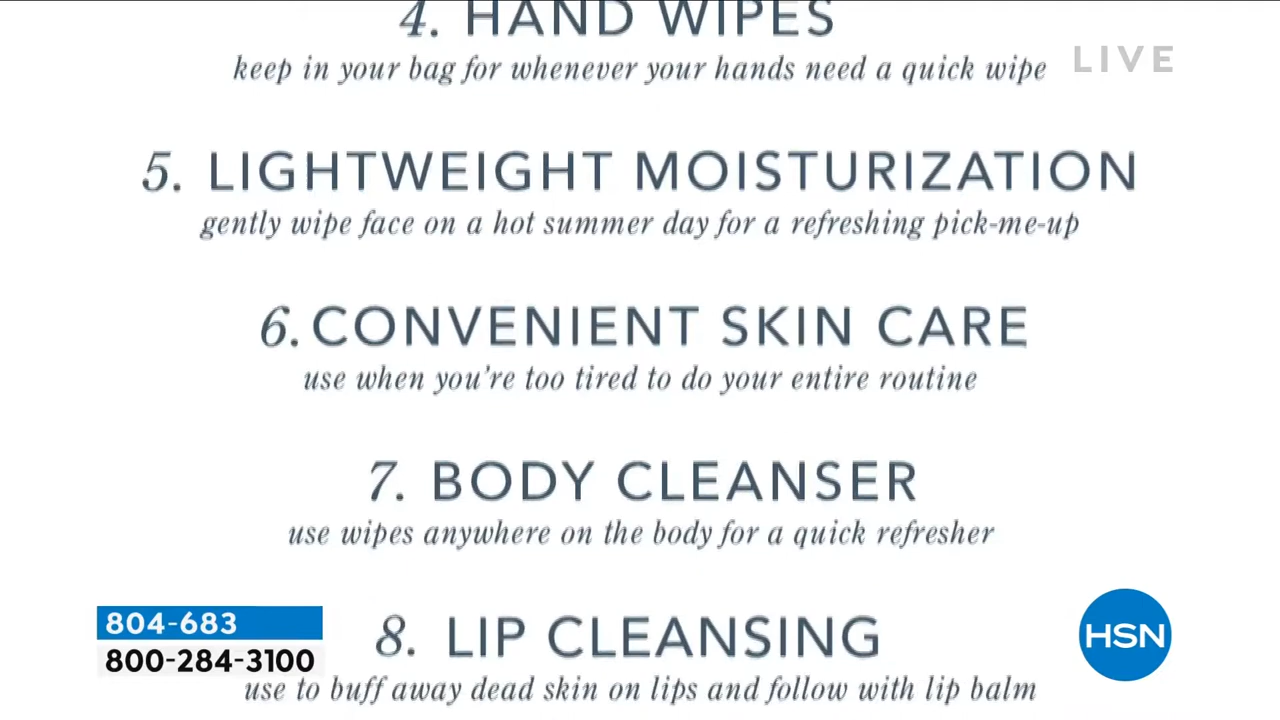 4. HAND WIPES
keep in your bag for whenever your hands need a quick wipe
LIVE
5. LIGHTWEIGHT MOISTURIZATION
gently wipe face on a hot summer day for a refreshing pick-me-up
6. CONVENIENT SKIN CARE
use when you're too tired to do your entire routine
7. BODY CLEANSER
use wipes anywhere on the body for a quick refresher
804-683
8. LIP CLEANSING
HSN
800-284-3100
use to buff away dead skin on lips and follow with lip balm